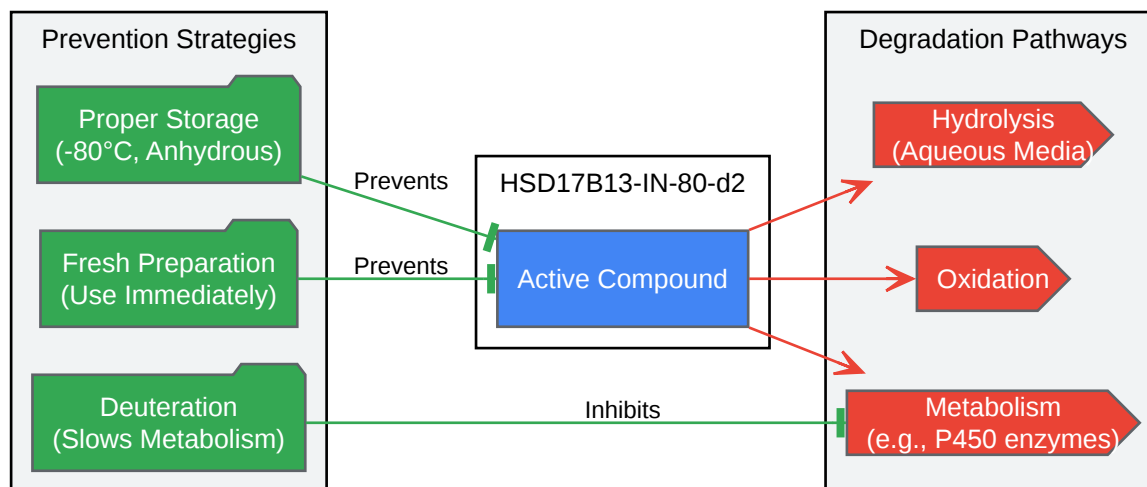 Prevention Strategies
Proper Storage
(-80°C, Anhydrous)
Fresh Preparation
(Use Immediately)
Deuteration
(Slows Metabolism)
Prevents
Prevents
Inhibits
HSD17B13-IN-80-d2
Active Compound
Degradation Pathways
Hydrolysis
(Aqueous Media)
Oxidation
Metabolism
(e.g., P450 enzymes)